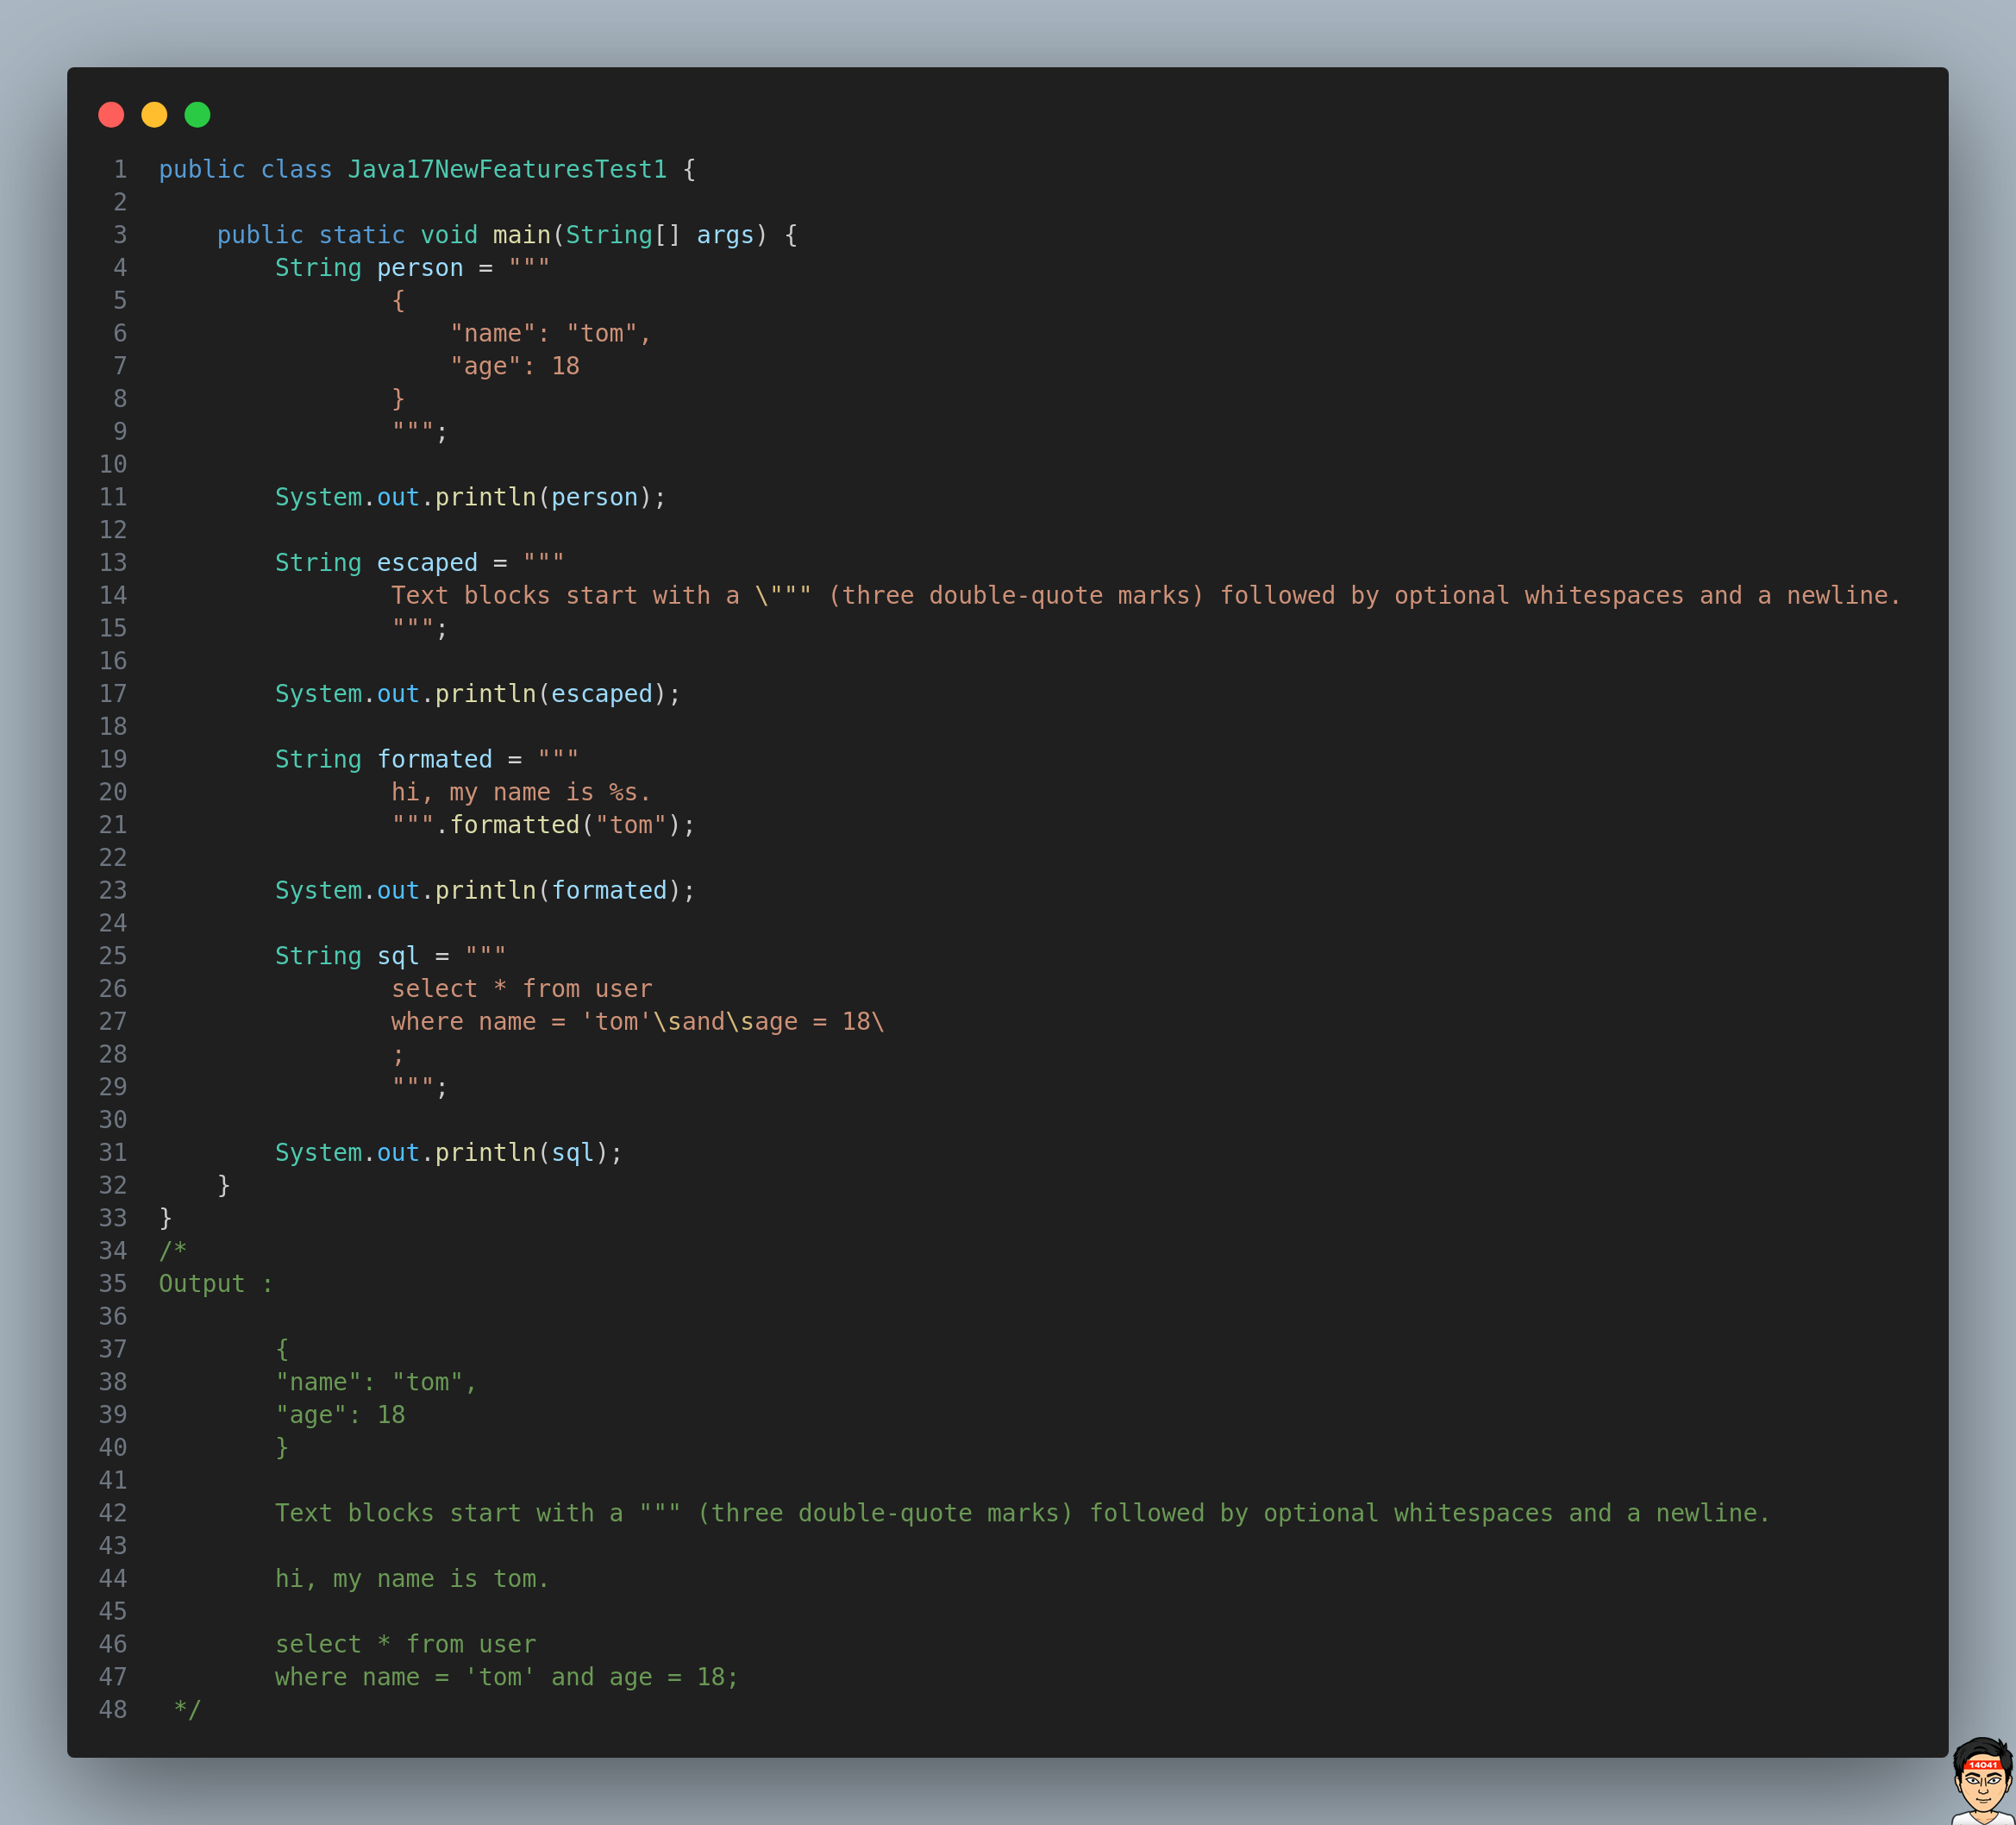 1 public class Java17NewFeaturesTest1 {
2
3     public static void main(String[] args) {
4         String person = """
5                 {
6                     "name": "tom",
7                     "age": 18
8                 }
9                 """;
10
11         System.out.println(person);
12
13         String escaped = """
14                 Text blocks start with a \""" (three double-quote marks) followed by optional whitespaces and a newline.
15                 """;
16
17         System.out.println(escaped);
18
19         String formated = """
20                 hi, my name is %s.
21                 """.formatted("tom");
22
23         System.out.println(formated);
24
25         String sql = """
26                 select * from user
27                 where name = 'tom'\sand\sage = 18\
28                 ;
29                 """;
30
31         System.out.println(sql);
32     }
33 }
34 /*
35 Output :
36
37         {
38         "name": "tom",
39         "age": 18
40         }
41
42         Text blocks start with a """ (three double-quote marks) followed by optional whitespaces and a newline.
43
44         hi, my name is tom.
45
46         select * from user
47         where name = 'tom' and age = 18;
48  */
14041